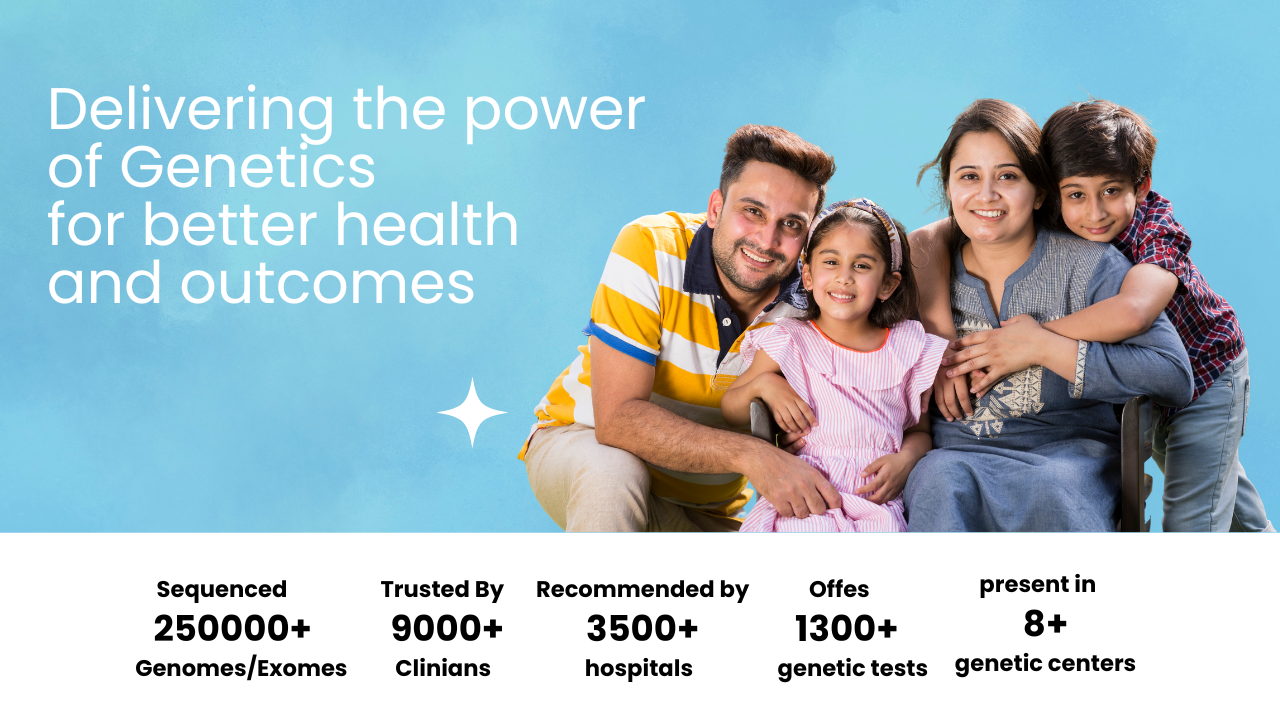 Delivering the power
of Genetics
for better health
and outcomes
Sequenced
250000+
Genomes/Exomes
Trusted By
9000+
Clinians
Recommended by
3500+
hospitals
Offes
1300+
genetic tests
present in
8+
genetic centers